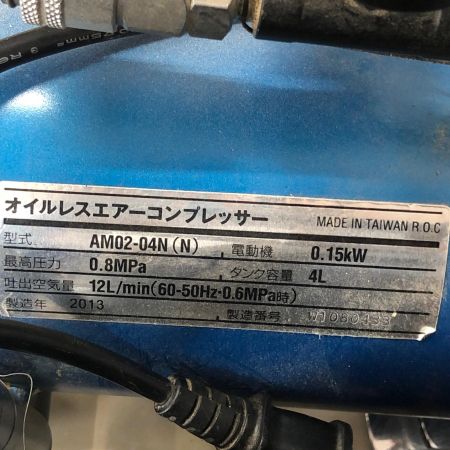 オイルレスエアーコンプレッサー MADE IN TAIWAN R.O.C
型式 AM02-04N(N) 電動機 0.15kW
最高圧力 0.8MPa タンク容量 4L
吐出空気量 12L/min(60-50Hz-0.6MPa時)
製造年 2013 製造番号